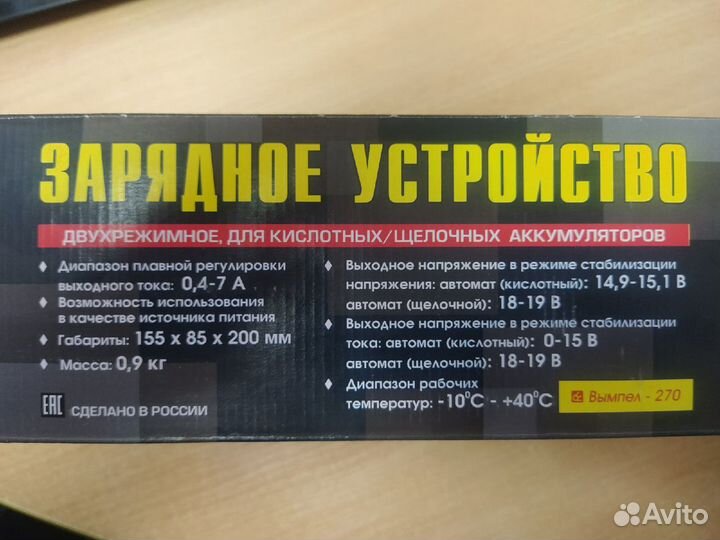 ЗАРЯДНОЕ УСТРОЙСТВО
ДВУХРЕЖИМНОЕ, ДЛЯ КИСЛОТНЫХ/ЩЕЛОЧНЫХ АККУМУЛЯТОРОВ
♦ Диапазон плавной регулировки
выходного тока: 0,4-7 А
♦ Возможность использования
в качестве источника питания
♦ Габариты: 155 х 85 х 200 мм
♦ Масса: 0,9 кг
EAC СДЕЛАНО В РОССИИ
♦ Выходное напряжение в режиме стабилизации
напряжения: автомат (кислотный): 14,9-15,1 В
автомат (щелочной): 18-19 В
♦ Выходное напряжение в режиме стабилизации
тока: автомат (кислотный): 0-15 В
автомат (щелочной): 18-19 В
♦ Диапазон рабочих
температур: -10°С - +40°С
Вымпел - 270
Avito